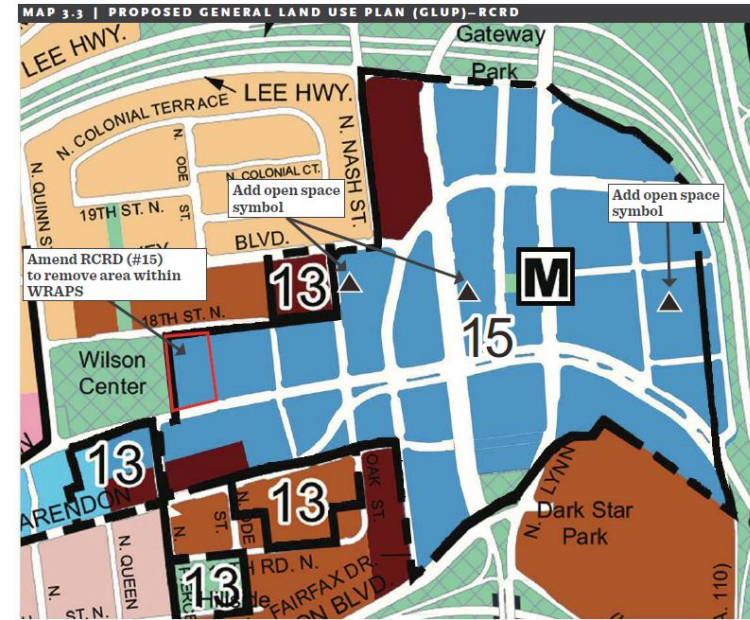 MAP 3.3 | PROPOSED GENERAL LAND USE PLAN (GLUP)–RCRD
LEE HWY.
Gateway
Park
LEE HWY.
N. COLONIAL TERRACE
N. ODE ST.
N. COLONIAL CT.
N. NASH ST.
N. QUINN S
19TH ST. N.
Add open space
symbol
Add open space
symbol
BLVD.
Amend RCRD (#15)
to remove area within
WRAPS
13
M
18TH ST. N.
15
Wilson
Center
13
ARENDON
13
OAK ST.
N. LYNN
Dark Star
Park
N. ODE
ST.
N.
N. QUEEN
N.
ST. N.
13
H RD. N.
FAIRFAX DR.
ON BLVD.
Hillside
A. 110)